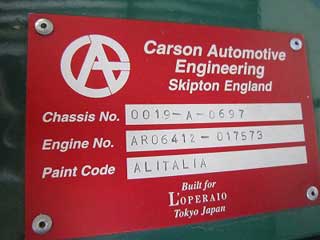 Carson Automotive
Engineering
Skipton England
Chassis No. 0019-A-0697
Engine No. AR06412-017573
Paint Code ALITALIA
Built for
L'OPERAIO
Tokyo Japan